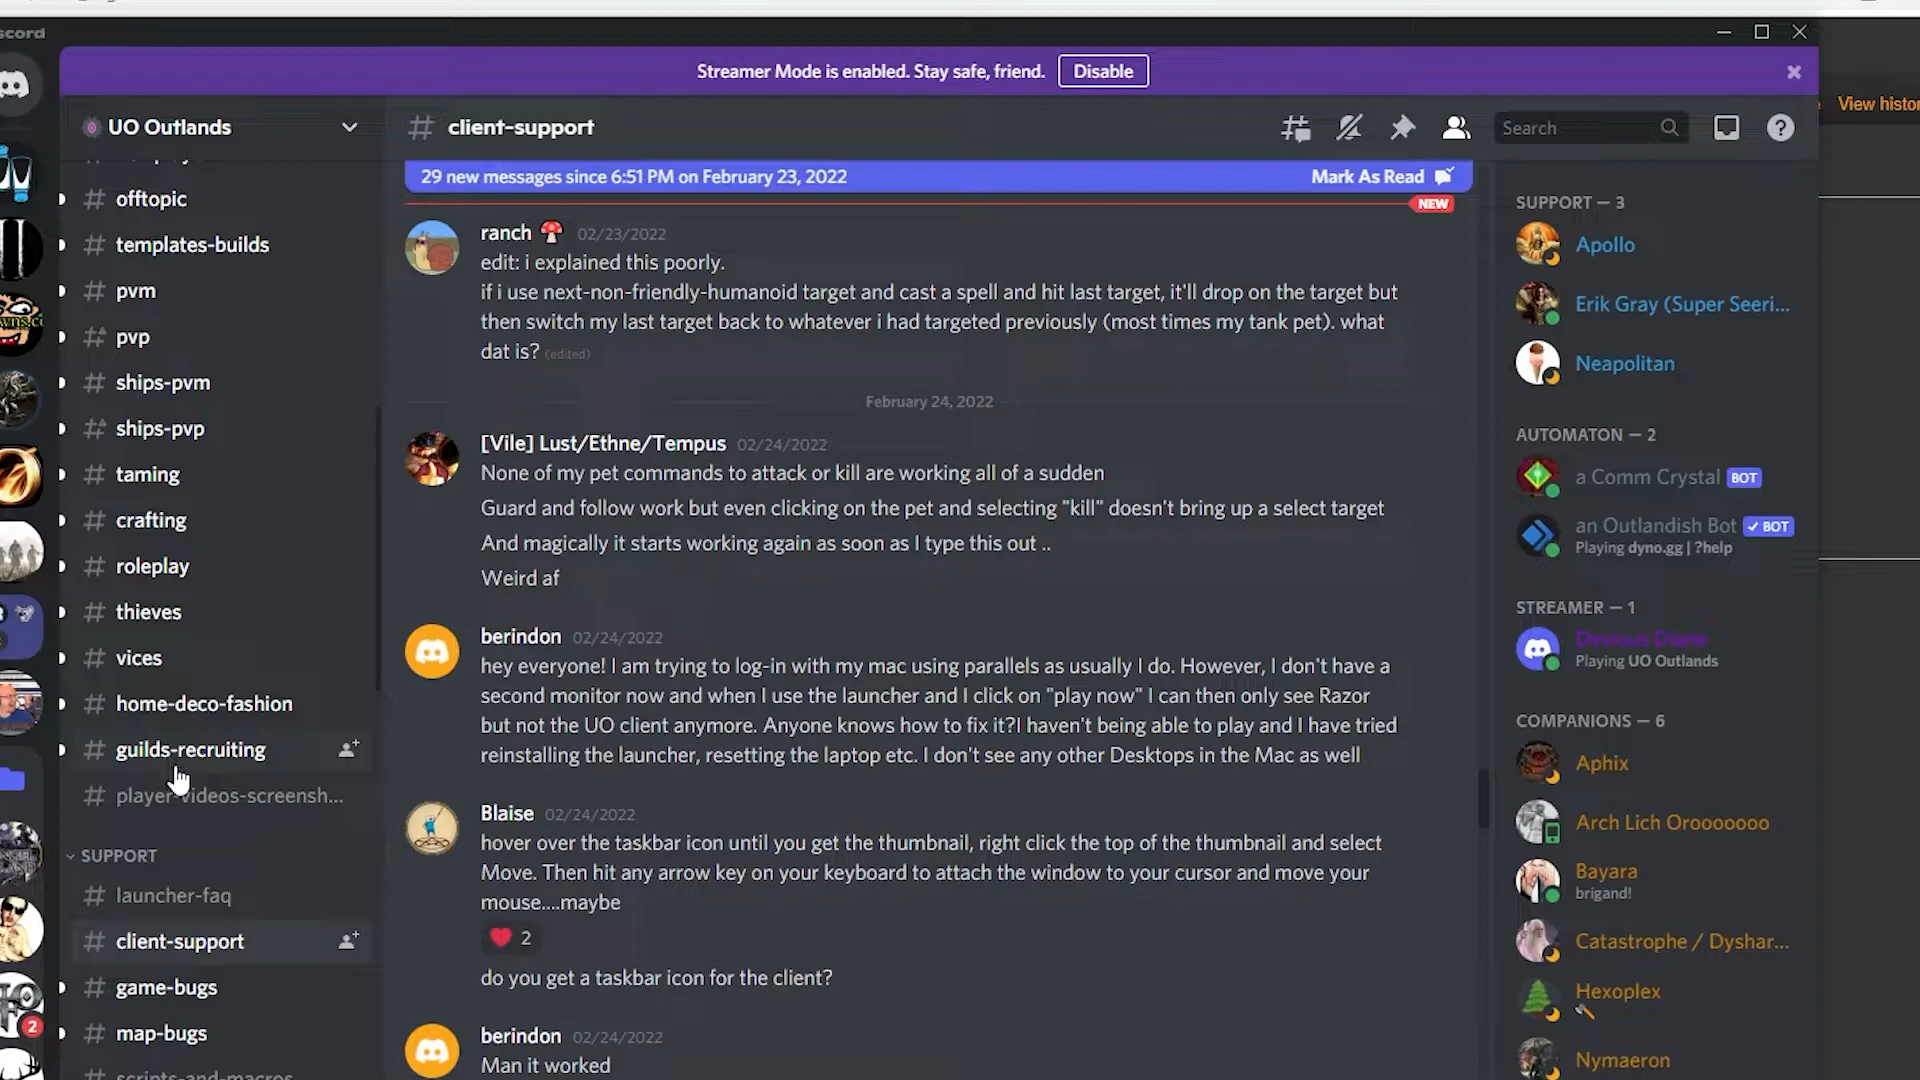 scord
Streamer Mode is enabled. Stay safe, friend.
Disable
View histor
UO Outlands
client-support
Search
offtopic
templates-builds
pvm
pvp
ships-pvm
ships-pvp
taming
crafting
roleplay
thieves
vices
home-deco-fashion
guilds-recruiting
player-videos-screensh...
SUPPORT
launcher-faq
client-support
game-bugs
map-bugs
scripts-and-macros
2
29 new messages since 6:51 PM on February 23, 2022
Mark As Read
NEW
ranch 02/23/2022
edit: i explained this poorly.
if i use next-non-friendly-humanoid target and cast a spell and hit last target, it'll drop on the target but
then switch my last target back to whatever i had targeted previously (most times my tank pet). what
dat is? (edited)
February 24, 2022
[Vile] Lust/Ethne/Tempus 02/24/2022
None of my pet commands to attack or kill are working all of a sudden
Guard and follow work but even clicking on the pet and selecting "kill" doesn't bring up a select target
And magically it starts working again as soon as I type this out ..
Weird af
berindon 02/24/2022
hey everyone! I am trying to log-in with my mac using parallels as usually I do. However, I don't have a
second monitor now and when I use the launcher and I click on "play now" I can then only see Razor
but not the UO client anymore. Anyone knows how to fix it?I haven't being able to play and I have tried
reinstalling the launcher, resetting the laptop etc. I don't see any other Desktops in the Mac as well
Blaise 02/24/2022
hover over the taskbar icon until you get the thumbnail, right click the top of the thumbnail and select
Move. Then hit any arrow key on your keyboard to attach the window to your cursor and move your
mouse....maybe
2
do you get a taskbar icon for the client?
berindon 02/24/2022
Man it worked
SUPPORT — 3
Apollo
Erik Gray (Super Seeri...
Neapolitan
AUTOMATON — 2
a Comm Crystal BOT
an Outlandish Bot BOT
Playing dyno.gg | ?help
STREAMER — 1
Devious Diane
Playing UO Outlands
COMPANIONS — 6
Aphix
Arch Lich Orooooooo
Bayara
brigand!
Catastrophe / Dyshar...
Hexoplex
Nymaeron